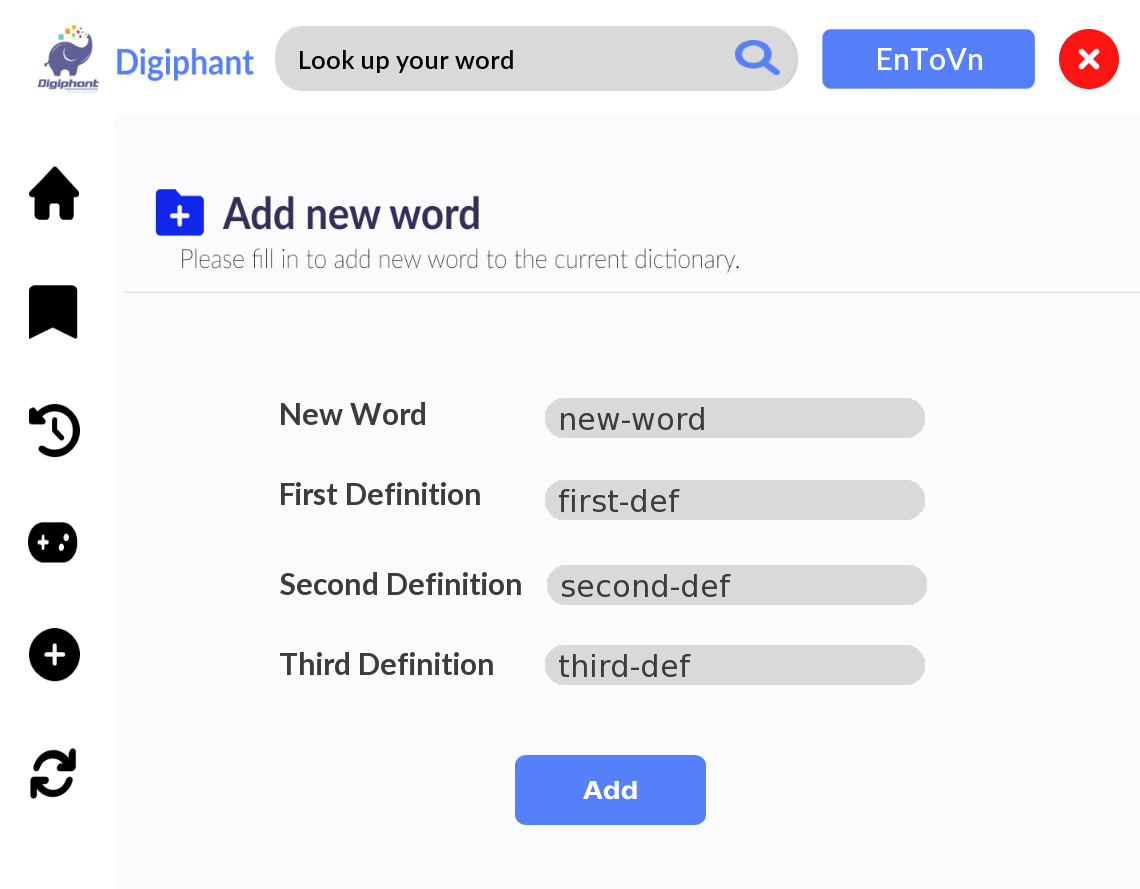 Digiphant
Digiphant
Look up your word
EnToVn
Add new word
Please fill in to add new word to the current dictionary.
New Word
new-word
First Definition
first-def
Second Definition
second-def
Third Definition
third-def
Add